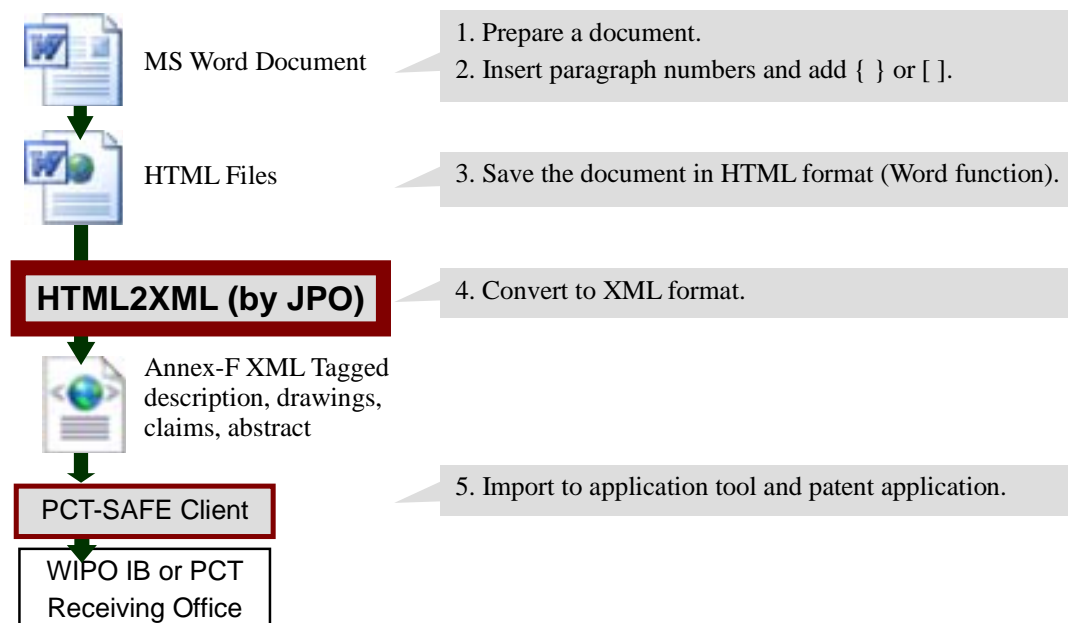 MS Word Document
1. Prepare a document.
2. Insert paragraph numbers and add { } or [ ].
HTML Files
3. Save the document in HTML format (Word function).
HTML2XML (by JPO)
4. Convert to XML format.
Annex-F XML Tagged
description, drawings,
claims, abstract
PCT-SAFE Client
5. Import to application tool and patent application.
WIPO IB or PCT
Receiving Office